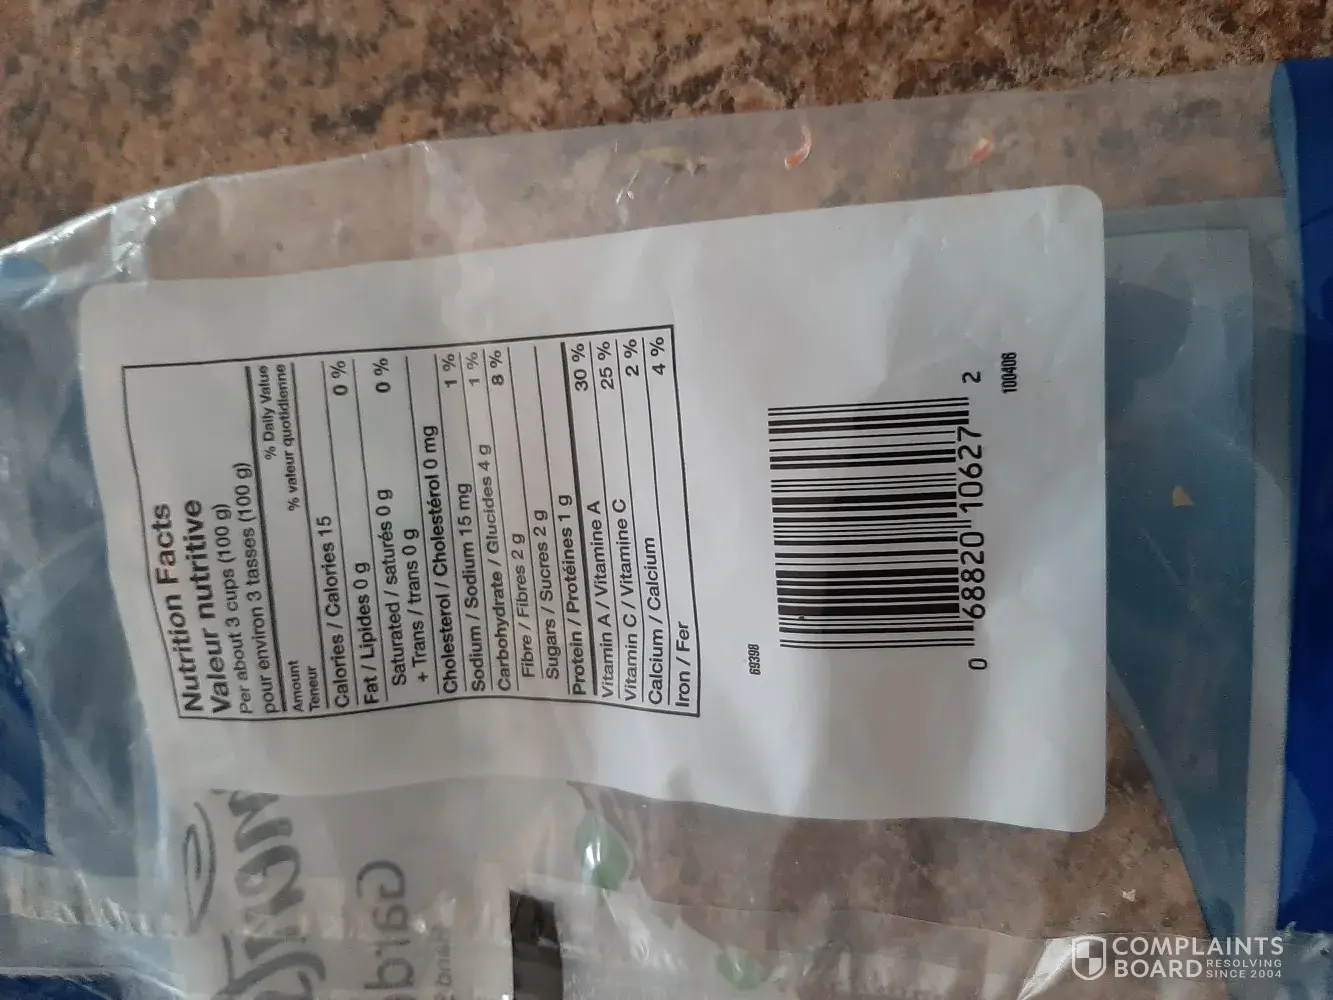 Nutrition Facts
Valeur nutritive
Per about 3 cups (100 g)
pour environ 3 tasses (100 g)
Amount % Daily Value
Teneur % valeur quotidienne
Calories / Calories 15
Fat / Lipides 0 g 0 %
Saturated / saturés 0 g 0 %
+ Trans / trans 0 g
Cholesterol / Cholestérol 0 mg
Sodium / Sodium 15 mg 1 %
Carbohydrate / Glucides 4 g 1 %
Fibre / Fibres 2 g 8 %
Sugars / Sucres 2 g
Protein / Protéines 1 g
Vitamin A / Vitamine A 30 %
Vitamin C / Vitamine C 25 %
Calcium / Calcium 2 %
Iron / Fer 4 %
69398
0 68820 10627 2
100406
Gard
COMPLAINTS
BOARD RESOLVING
SINCE 2004